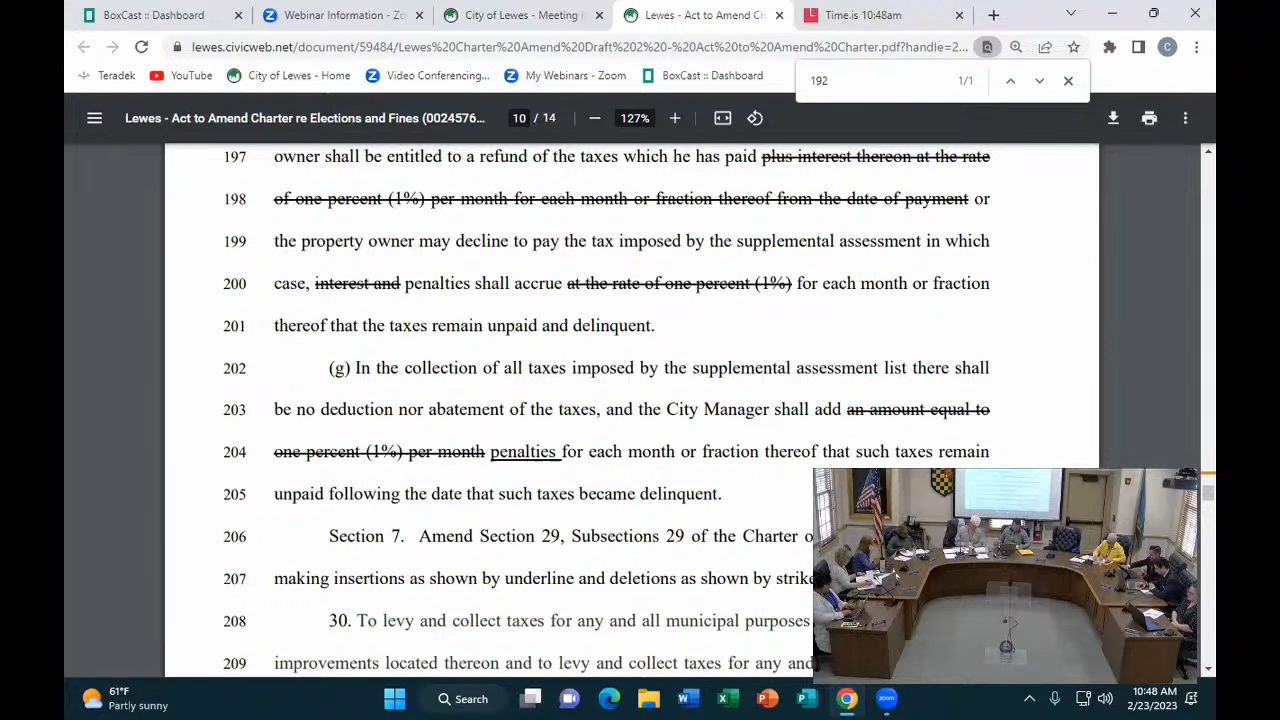 BoxCast :: Dashboard
Webinar Information - Zo
City of Lewes - Meeting I
Lewes - Act to Amend Cha
Time.is 10:48am
lewes.civicweb.net/document/59484/Lewes%20Charter%20Amend%20Draft%202%20-%20Act%20to%20Amend%20Charter.pdf?handle=2...
C
Teradek
YouTube
City of Lewes - Home
Video Conferencing...
My Webinars - Zoom
BoxCast :: Dashboard
192
1/1
Lewes - Act to Amend Charter re Elections and Fines (0024576...
10 / 14
127%
197 owner shall be entitled to a refund of the taxes which he has paid plus interest thereon at the rate
198 of one percent (1%) per month for each month or fraction thereof from the date of payment or
199 the property owner may decline to pay the tax imposed by the supplemental assessment in which
200 case, interest and penalties shall accrue at the rate of one percent (1%) for each month or fraction
201 thereof that the taxes remain unpaid and delinquent.
202 (g) In the collection of all taxes imposed by the supplemental assessment list there shall
203 be no deduction nor abatement of the taxes, and the City Manager shall add an amount equal to
204 one percent (1%) per month penalties for each month or fraction thereof that such taxes remain
205 unpaid following the date that such taxes became delinquent.
206 Section 7. Amend Section 29, Subsections 29 of the Charter o
207 making insertions as shown by underline and deletions as shown by strike
208 30. To levy and collect taxes for any and all municipal purposes
209 improvements located thereon and to levy and collect taxes for any and
61°F
Partly sunny
Search
zoom
10:48 AM
2/23/2023